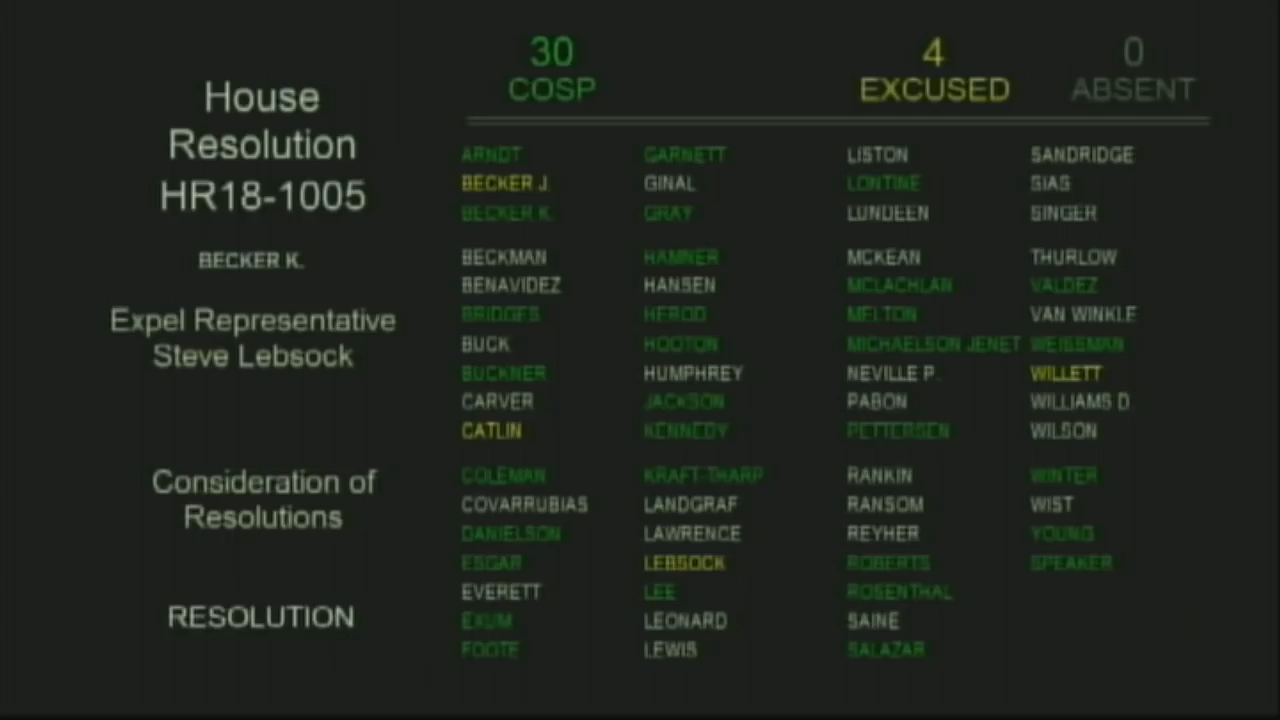 House
Resolution
HR18-1005
BECKER K.
Expel Representative
Steve Lebsock
Consideration of
Resolutions
RESOLUTION
30
COSP
4
EXCUSED
0
ABSENT
ARNDT
BECKER J.
BECKER K.
BECKMAN
BENAVIDEZ
BRIDGES
BUCK
BUCKNER
CARVER
CATLIN
COLEMAN
COVARRUBIAS
DANIELSON
ESGAR
EVERETT
EXUM
FOOTE
GARNETT
GINAL
GRAY
HAMNER
HANSEN
HEROD
HOOTON
HUMPHREY
JACKSON
KENNEDY
KRAFT-THARP
LANDGRAF
LAWRENCE
LEBSOCK
LEE
LEONARD
LEWIS
LISTON
LONTINE
LUNDEEN
MCKEAN
MCLACHLAN
MELTON
MICHAELSON JENET
NEVILLE P.
PABON
PETTERSEN
RANKIN
RANSOM
REYHER
ROBERTS
ROSENTHAL
SAINE
SALAZAR
SANDRIDGE
SIAS
SINGER
THURLOW
VALDEZ
VAN WINKLE
WEISSMAN
WILLETT
WILLIAMS D.
WILSON
WINTER
WIST
YOUNG
SPEAKER